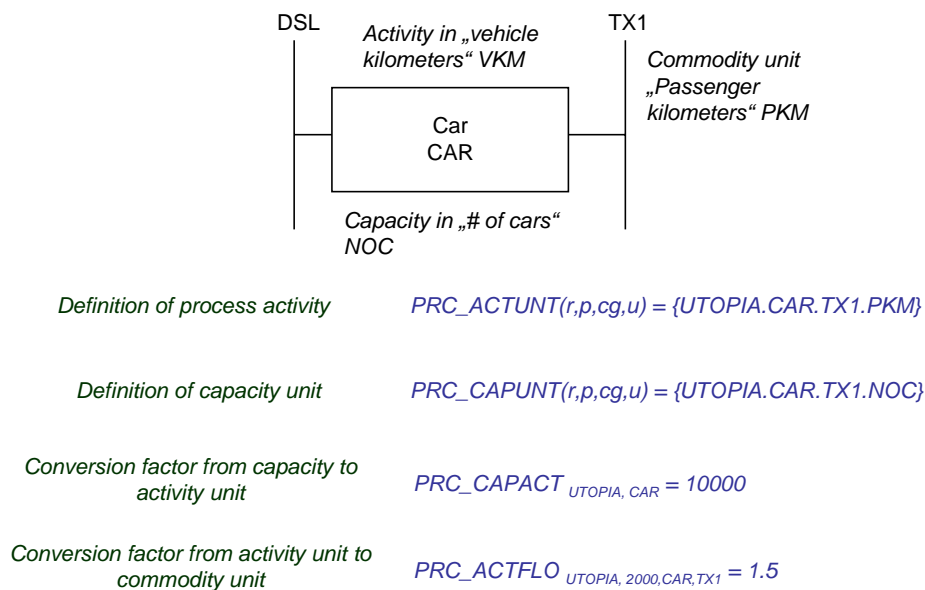 DSL
TX1
Activity in „vehicle
kilometers“ VKM
Commodity unit
„Passenger
kilometers“ PKM
Car
CAR
Capacity in „# of cars“
NOC
Definition of process activity
PRC_ACTUNT(r,p,cg,u) = {UTOPIA.CAR.TX1.PKM}
Definition of capacity unit
PRC_CAPUNT(r,p,cg,u) = {UTOPIA.CAR.TX1.NOC}
Conversion factor from capacity to
activity unit
PRC_CAPACT UTOPIA, CAR = 10000
Conversion factor from activity unit to
commodity unit
PRC_ACTFLO UTOPIA, 2000,CAR,TX1 = 1.5